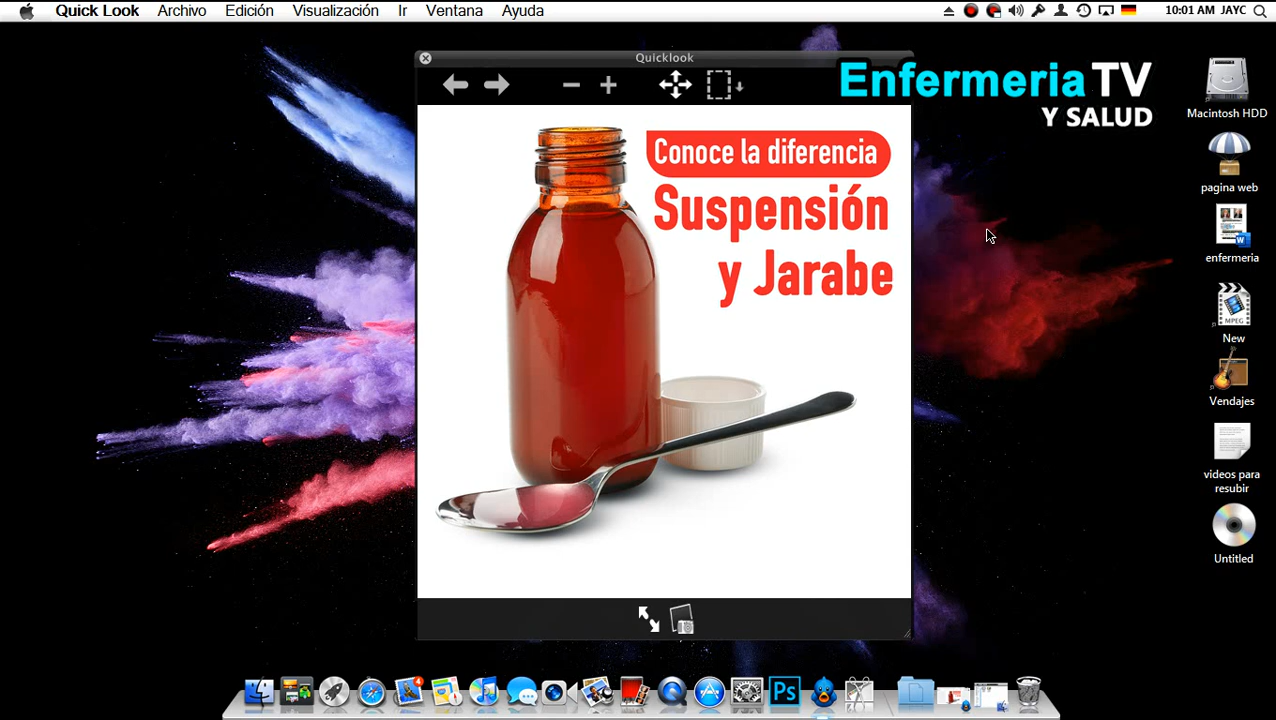 Quick Look Archivo Edición Visualización Ir Ventana Ayuda 10:01 AM JAYC
Quicklook
Enfermeria TV
Y SALUD
Conoce la diferencia
Suspensión
y Jarabe
Macintosh HDD
pagina web
enfermeria
MPEG
New
Vendajes
videos para
resubir
Untitled
4
Ps